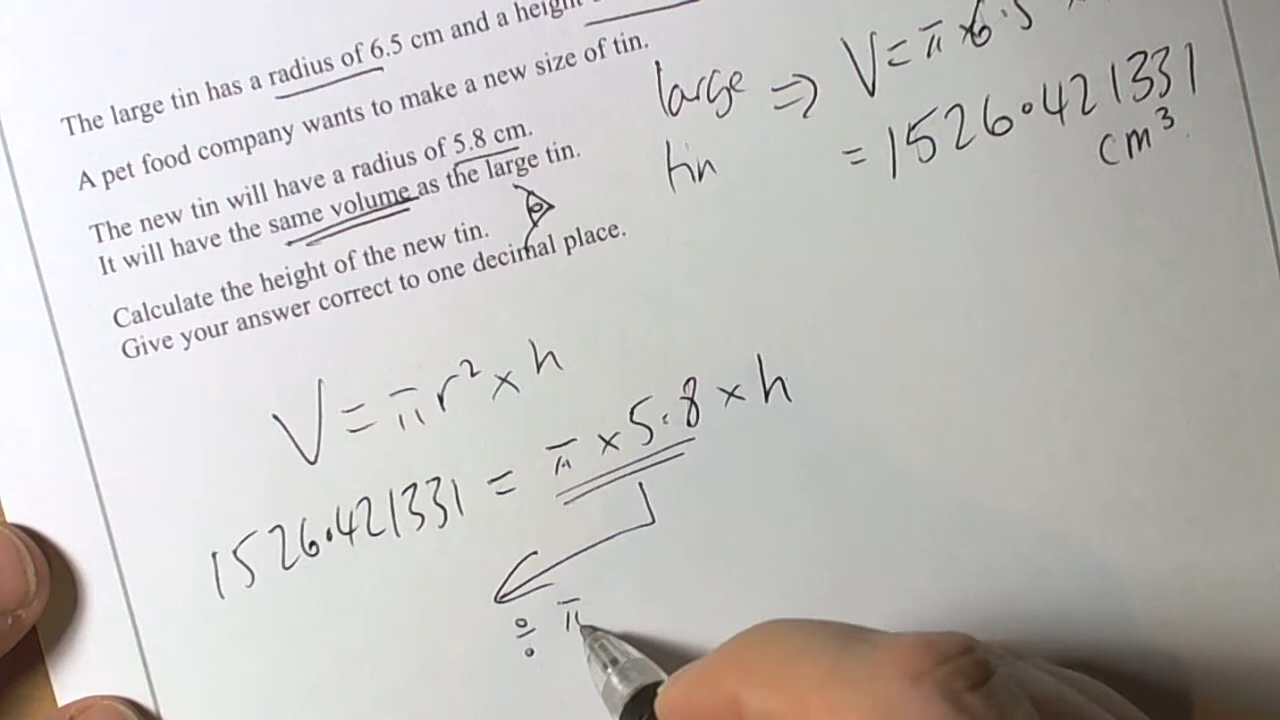 The large tin has a radius of 6.5 cm and a height
A pet food company wants to make a new size of tin.
The new tin will have a radius of 5.8 cm.
It will have the same volume as the large tin.
Calculate the height of the new tin.
Give your answer correct to one decimal place.
large ⇒ V = π × 6.5
tin = 1526.421331
cm³
V = πr² × h
1526.421331 = π × 5.8 × h
÷ π